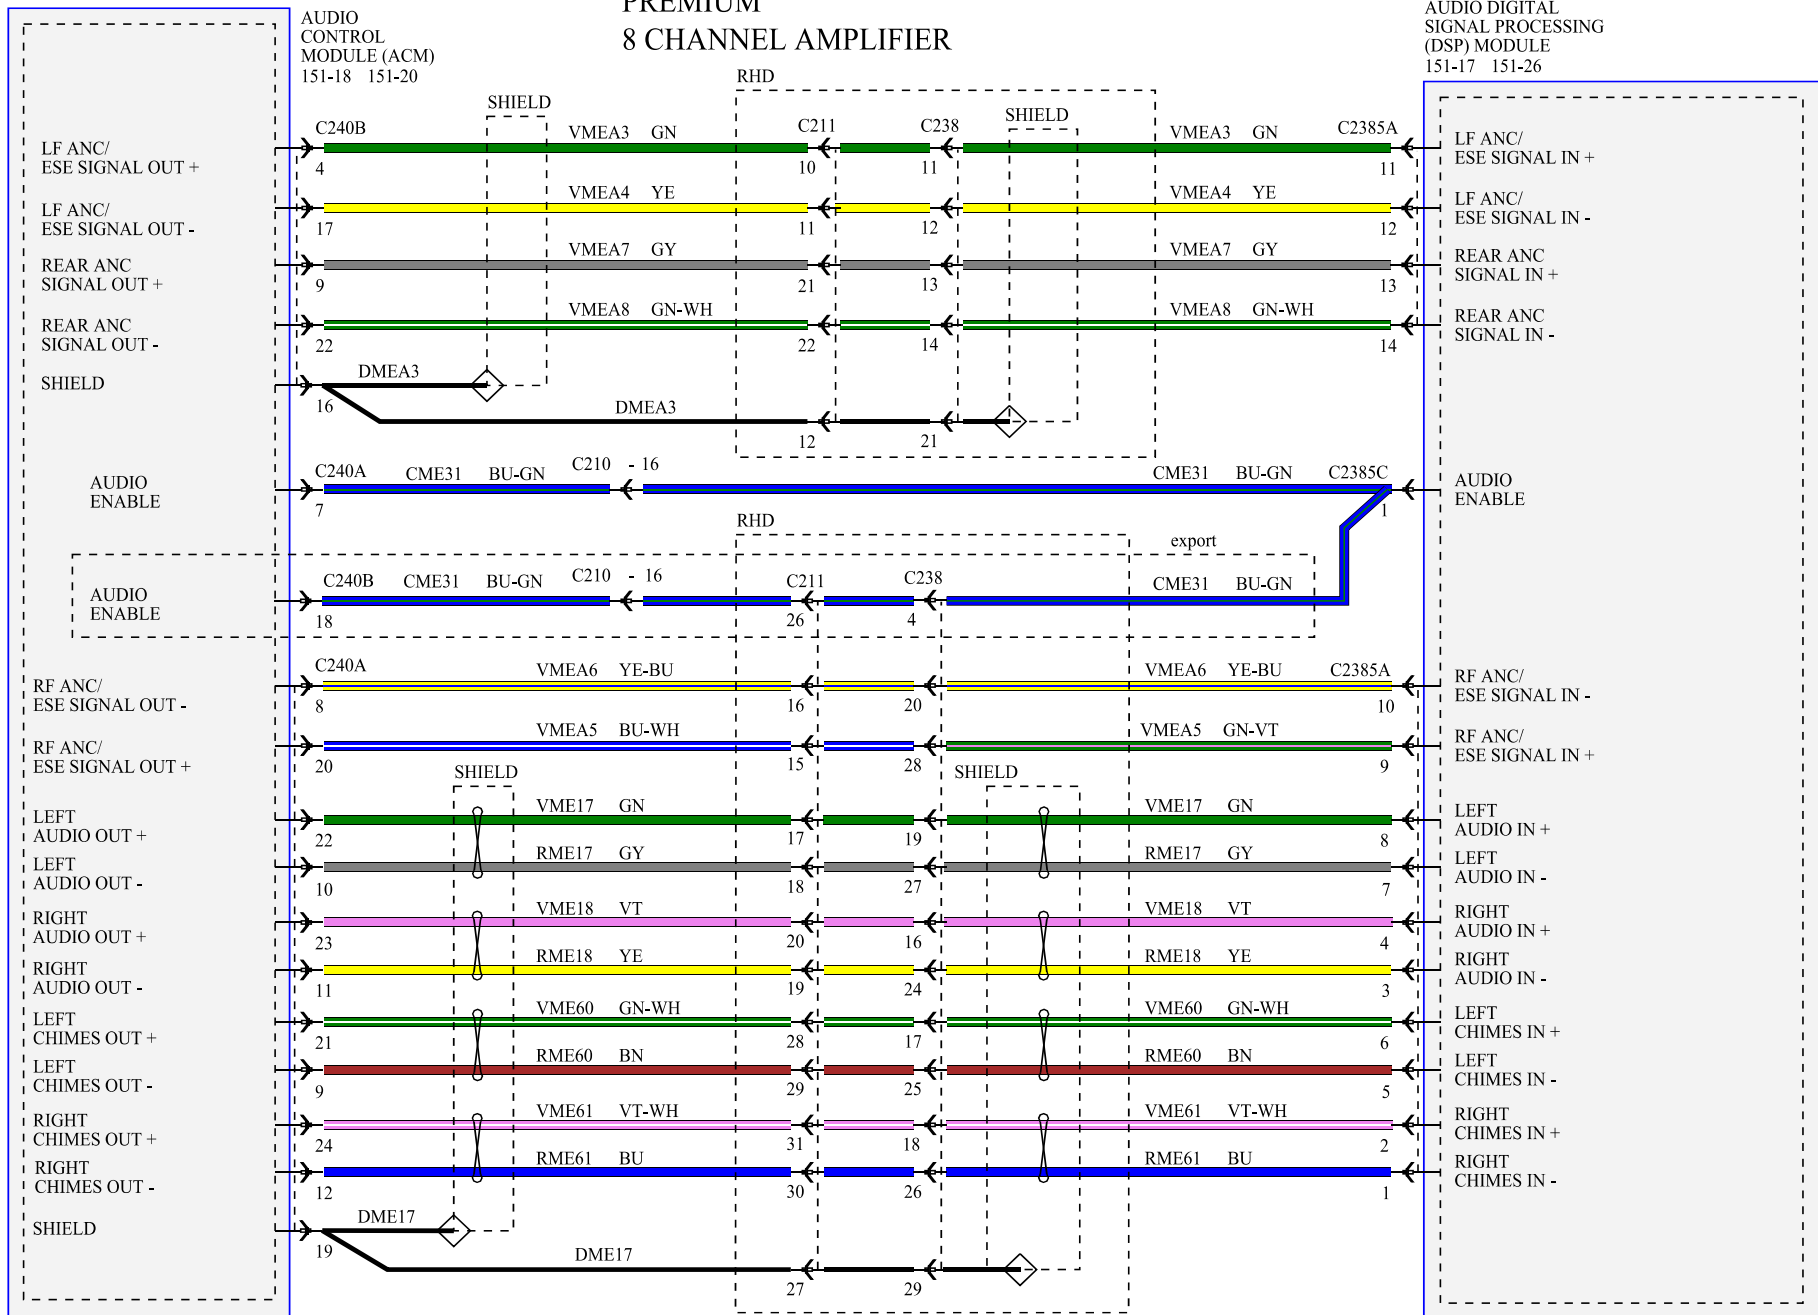 PREMIUM
8 CHANNEL AMPLIFIER
AUDIO
CONTROL
MODULE (ACM)
151-18 151-20
AUDIO DIGITAL
SIGNAL PROCESSING
(DSP) MODULE
151-17 151-26
RHD
SHIELD
SHIELD
C240B VMEA3 GN C211 C238 VMEA3 GN C2385A
LF ANC/
ESE SIGNAL OUT +
4 10 11 11
LF ANC/
ESE SIGNAL IN +
VMEA4 YE VMEA4 YE
LF ANC/
ESE SIGNAL OUT -
17 11 12 12
LF ANC/
ESE SIGNAL IN -
VMEA7 GY VMEA7 GY
REAR ANC
SIGNAL OUT +
9 21 13 13
REAR ANC
SIGNAL IN +
VMEA8 GN-WH VMEA8 GN-WH
REAR ANC
SIGNAL OUT -
22 22 14 14
REAR ANC
SIGNAL IN -
SHIELD
DMEA3
16
DMEA3
12 21
C240A CME31 BU-GN C210 - 16 CME31 BU-GN C2385C
AUDIO
ENABLE
7 1
AUDIO
ENABLE
RHD
export
C240B CME31 BU-GN C210 - 16 C211 C238 CME31 BU-GN
AUDIO
ENABLE
18 26 4
C240A VMEA6 YE-BU VMEA6 YE-BU C2385A
RF ANC/
ESE SIGNAL OUT -
8 16 20 10
RF ANC/
ESE SIGNAL IN -
VMEA5 BU-WH VMEA5 GN-VT
RF ANC/
ESE SIGNAL OUT +
20 15 28 9
RF ANC/
ESE SIGNAL IN +
SHIELD SHIELD
VME17 GN VME17 GN
LEFT
AUDIO OUT +
22 17 19 8
LEFT
AUDIO IN +
RME17 GY RME17 GY
LEFT
AUDIO OUT -
10 18 27 7
LEFT
AUDIO IN -
VME18 VT VME18 VT
RIGHT
AUDIO OUT +
23 20 16 4
RIGHT
AUDIO IN +
RME18 YE RME18 YE
RIGHT
AUDIO OUT -
11 19 24 3
RIGHT
AUDIO IN -
VME60 GN-WH VME60 GN-WH
LEFT
CHIMES OUT +
21 28 17 6
LEFT
CHIMES IN +
RME60 BN RME60 BN
LEFT
CHIMES OUT -
9 29 25 5
LEFT
CHIMES IN -
VME61 VT-WH VME61 VT-WH
RIGHT
CHIMES OUT +
24 31 18 2
RIGHT
CHIMES IN +
RME61 BU RME61 BU
RIGHT
CHIMES OUT -
12 30 26 1
RIGHT
CHIMES IN -
SHIELD
DME17
19
DME17
27 29